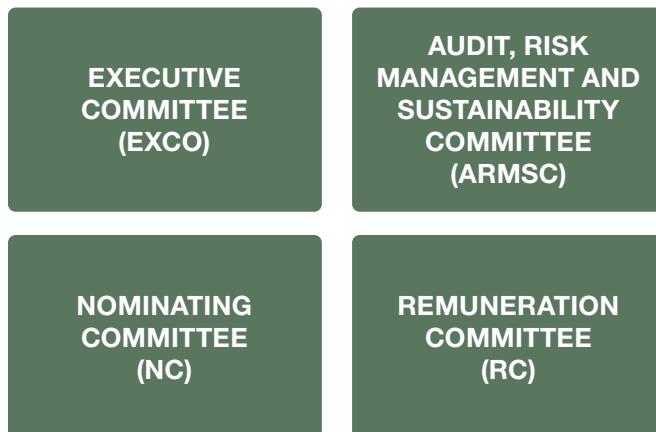 EXECUTIVE
COMMITTEE
(EXCO)
AUDIT, RISK
MANAGEMENT AND
SUSTAINABILITY
COMMITTEE
(ARMSC)
NOMINATING
COMMITTEE
(NC)
REMUNERATION
COMMITTEE
(RC)